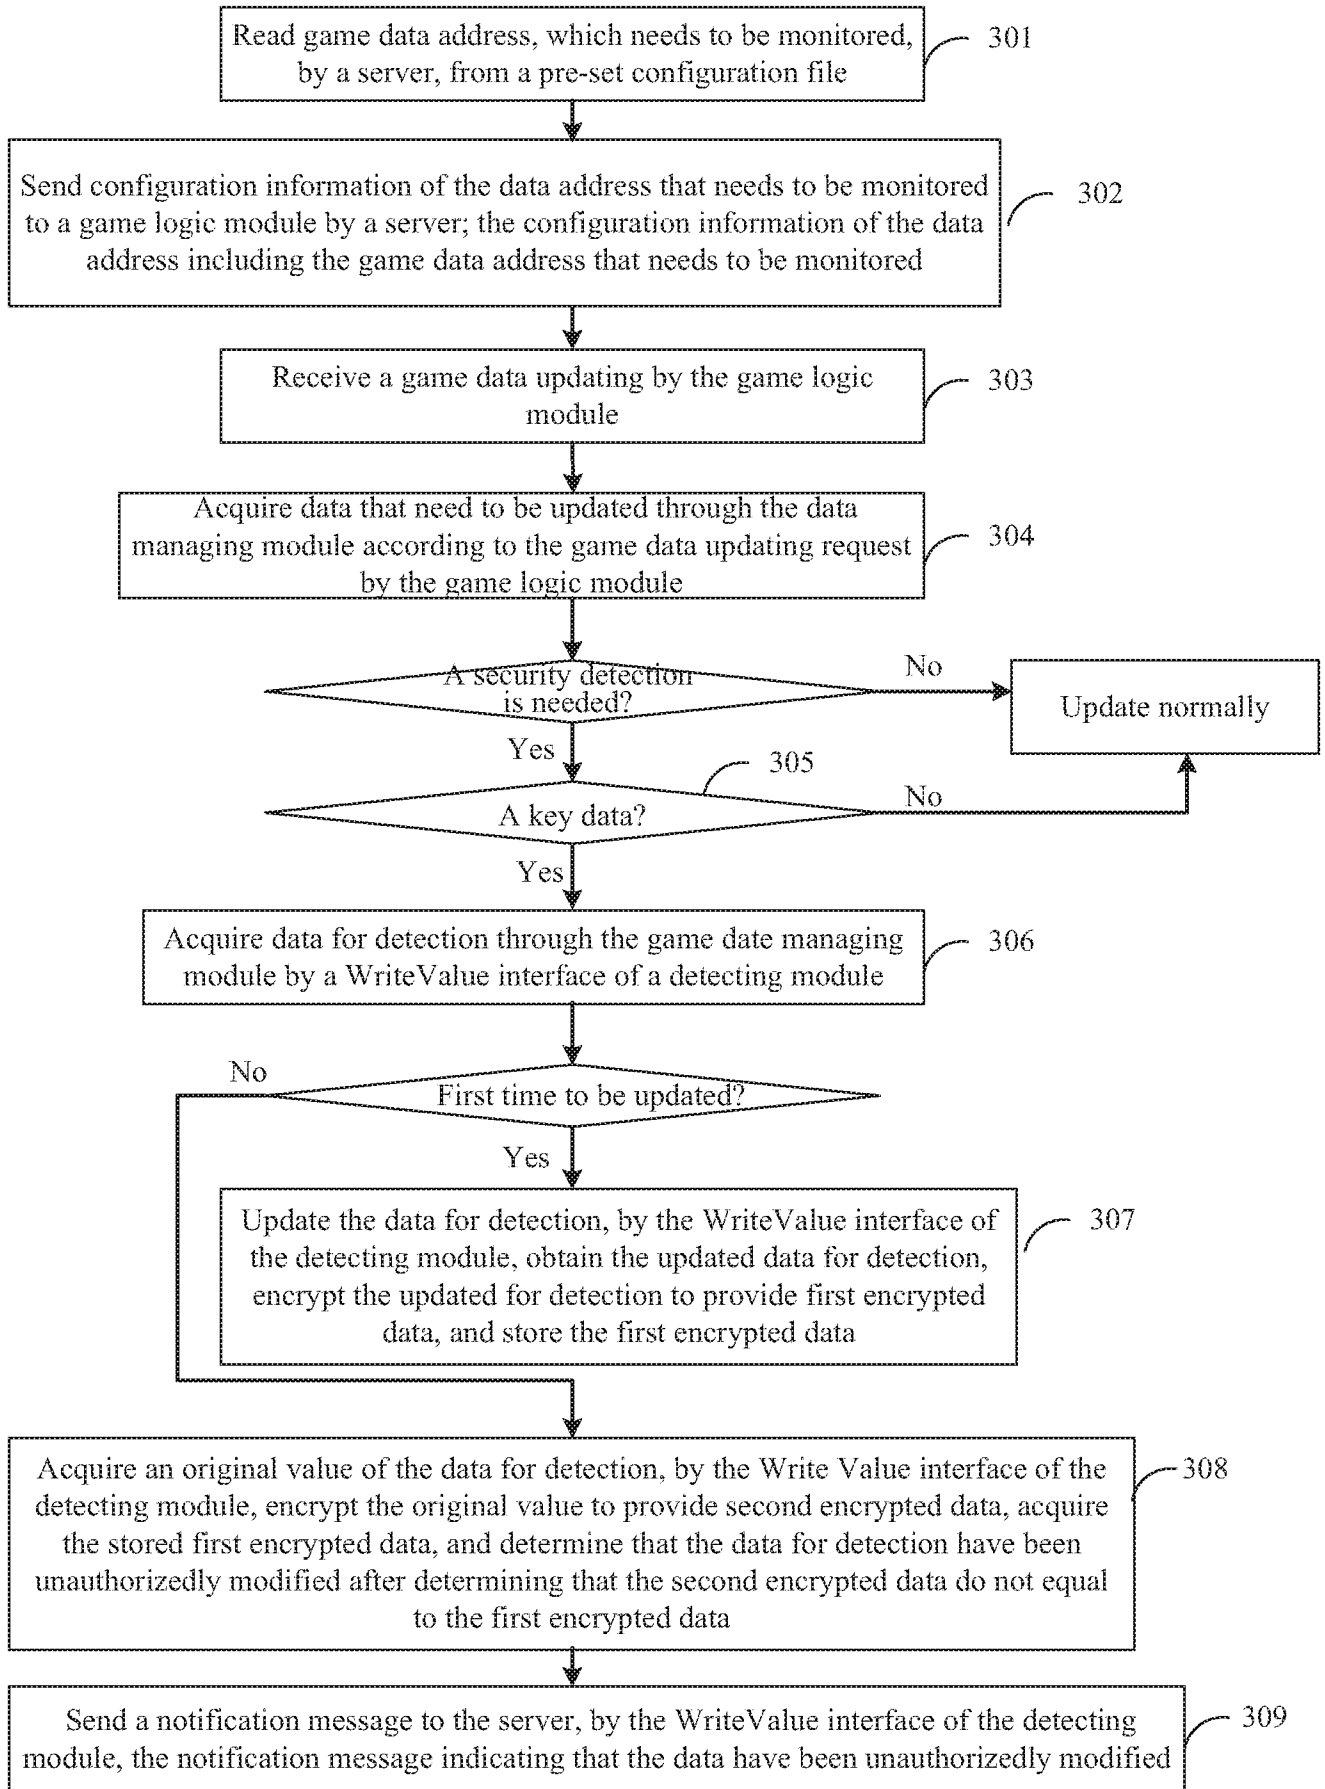 Read game data address, which needs to be monitored,
by a server, from a pre-set configuration file
301
Send configuration information of the data address that needs to be monitored
to a game logic module by a server; the configuration information of the data
address including the game data address that needs to be monitored
302
Receive a game data updating by the game logic
module
303
Acquire data that need to be updated through the data
managing module according to the game data updating request
by the game logic module
304
A security detection
is needed?
No
Update normally
Yes
305
A key data?
No
Yes
Acquire data for detection through the game date managing
module by a WriteValue interface of a detecting module
306
No
First time to be updated?
Yes
Update the data for detection, by the WriteValue interface of
the detecting module, obtain the updated data for detection,
encrypt the updated for detection to provide first encrypted
data, and store the first encrypted data
307
Acquire an original value of the data for detection, by the Write Value interface of the
detecting module, encrypt the original value to provide second encrypted data, acquire
the stored first encrypted data, and determine that the data for detection have been
unauthorizedly modified after determining that the second encrypted data do not equal
to the first encrypted data
308
Send a notification message to the server, by the WriteValue interface of the detecting
module, the notification message indicating that the data have been unauthorizedly modified
309